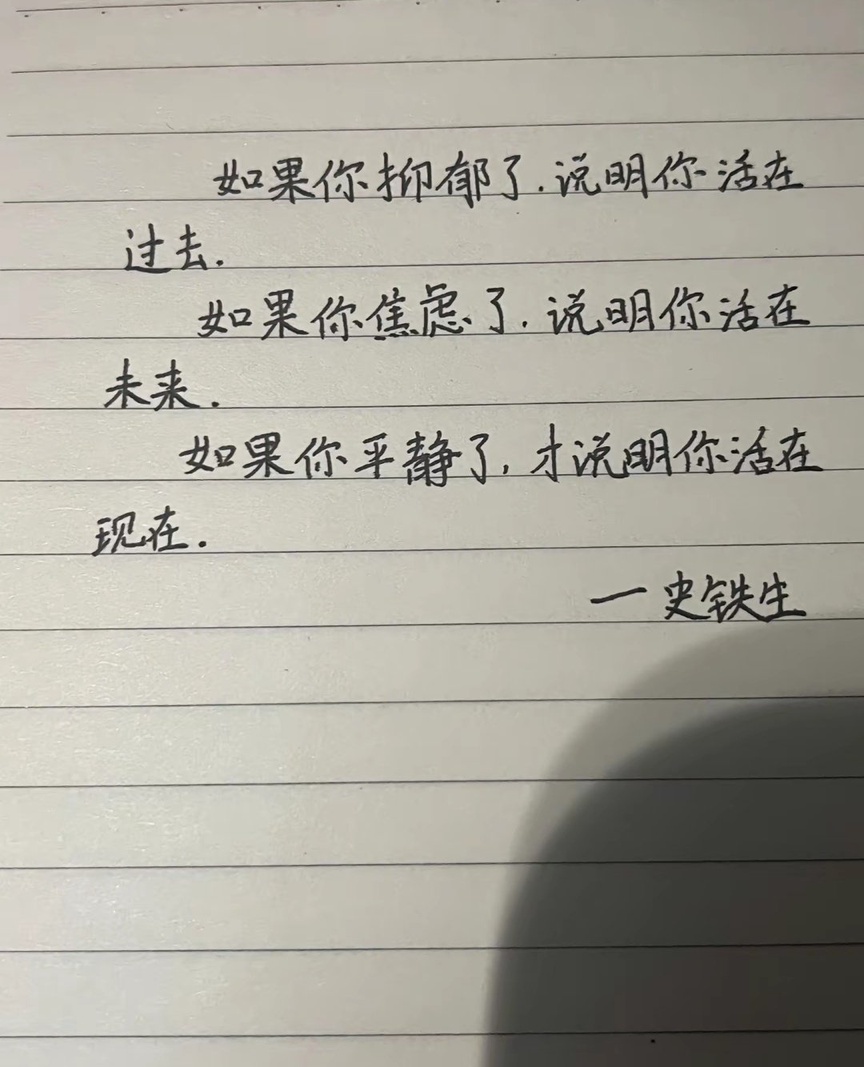 如果你抑郁了.说明你活在
过去.
如果你焦虑了.说明你活在
未来.
如果你平静了,才说明你活在
现在.
一史铁生